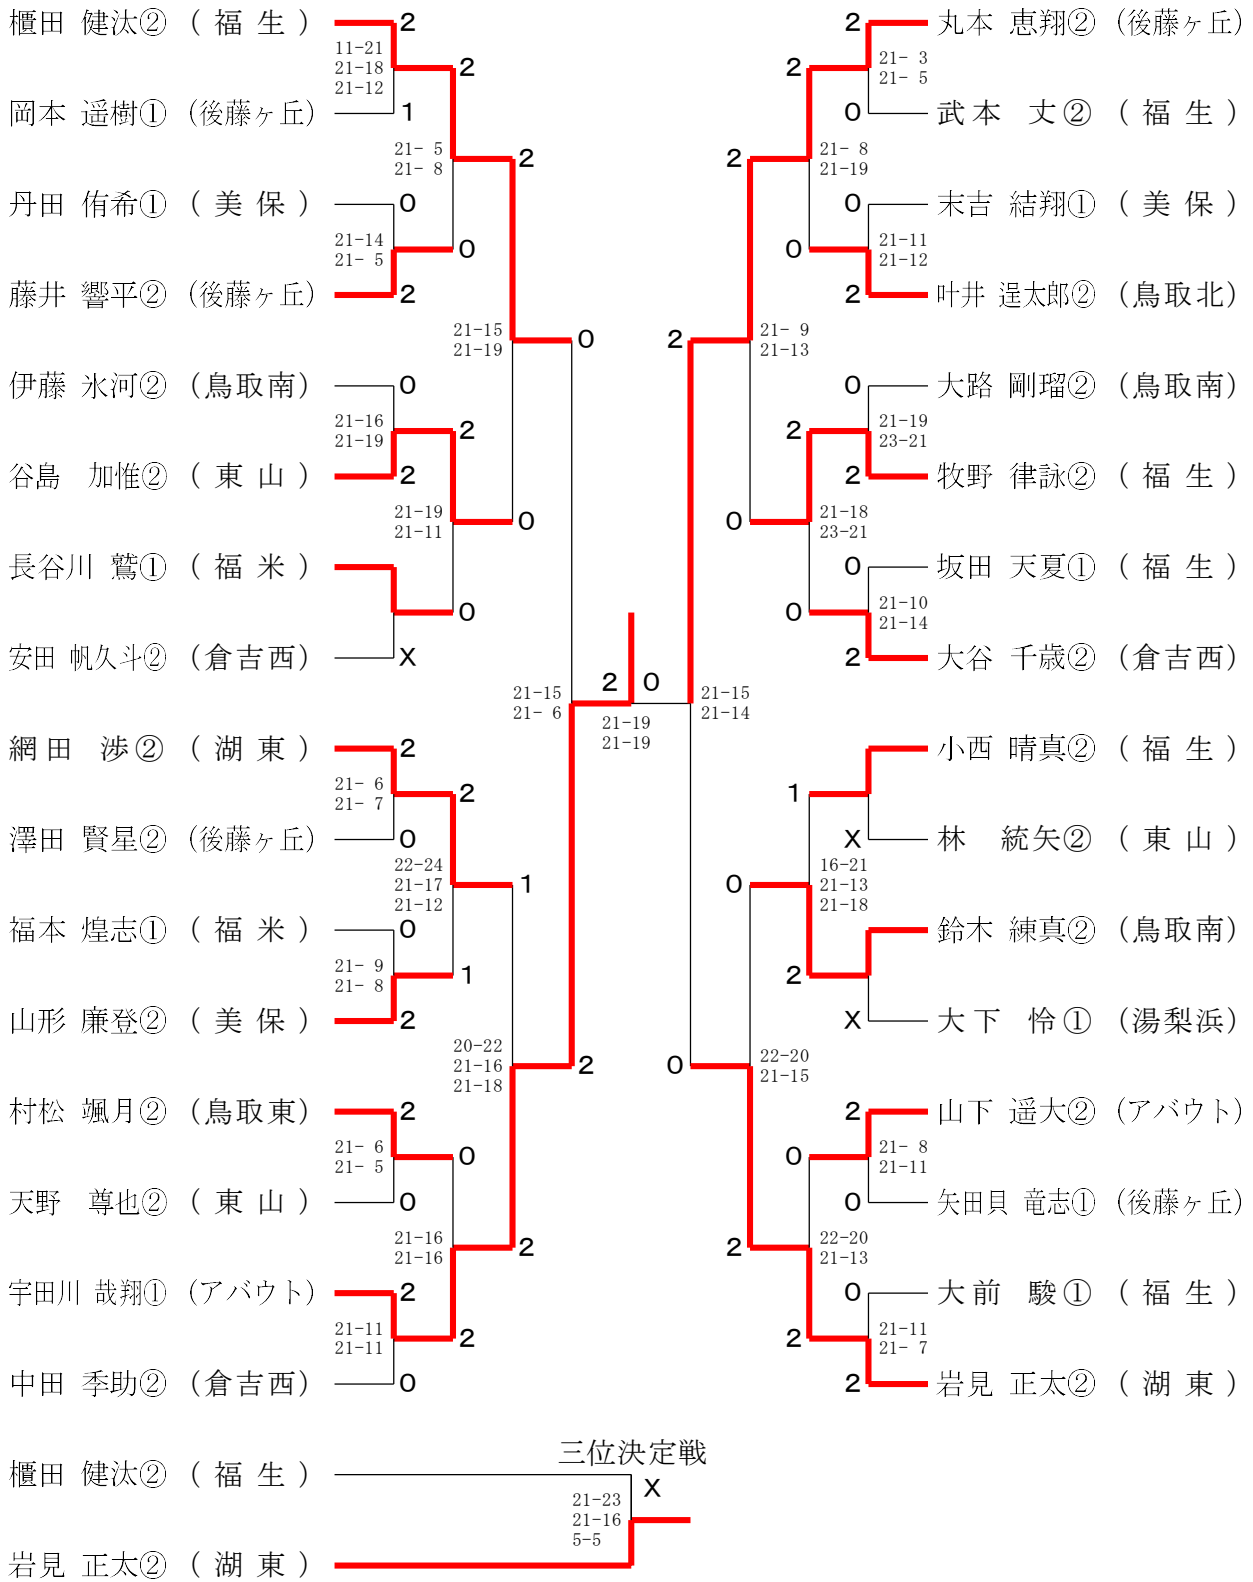 櫃田 健汰② ( 福 生 ) 2
11-21
21-18
21-12
2
岡本 遥樹① (後藤ヶ丘) 1
21- 5
21- 8
2
丹田 侑希① ( 美 保 ) 0
21-14
21- 5
0
藤井 響平② (後藤ヶ丘) 2
21-15
21-19
0
伊藤 氷河② (鳥取南) 0
21-16
21-19
2
谷島 加惟② ( 東 山 ) 2
21-19
21-11
0
長谷川 鷲① ( 福 米 )
0
安田 帆久斗② (倉吉西) X
21-15
21- 6
網田 渉② ( 湖 東 ) 2
21- 6
21- 7
2
澤田 賢星② (後藤ヶ丘) 0
22-24
21-17
21-12
1
福本 煌志① ( 福 米 ) 0
21- 9
21- 8
1
山形 廉登② ( 美 保 ) 2
20-22
21-16
21-18
2
村松 颯月② (鳥取東) 2
21- 6
21- 5
0
天野 尊也② ( 東 山 ) 0
21-16
21-16
2
宇田川 哉翔① (アバウト) 2
21-11
21-11
2
中田 季助② (倉吉西) 0
2 0
21-19
21-19
2 丸本 恵翔② (後藤ヶ丘)
21- 3
21- 5
2
0 武本 丈② ( 福 生 )
21- 8
21-19
2
0 末吉 結翔① ( 美 保 )
21-11
21-12
0
2 叶井 逞太郎② (鳥取北)
21- 9
21-13
2
0 大路 剛瑠② (鳥取南)
21-19
23-21
2
2 牧野 律詠② ( 福 生 )
21-18
23-21
0
0 坂田 天夏① ( 福 生 )
21-10
21-14
0
2 大谷 千歳② (倉吉西)
21-15
21-14
小西 晴真② ( 福 生 )
1
X 林 統矢② ( 東 山 )
16-21
21-13
21-18
0
鈴木 練真② (鳥取南)
2
X 大下 怜① (湯梨浜)
22-20
21-15
0
2 山下 遥大② (アバウト)
21- 8
21-11
0
0 矢田貝 竜志① (後藤ヶ丘)
22-20
21-13
2
0 大前 駿① ( 福 生 )
21-11
21- 7
2
2 岩見 正太② ( 湖 東 )
三位決定戦
櫃田 健汰② ( 福 生 ) X
21-23
21-16
5-5
岩見 正太② ( 湖 東 )